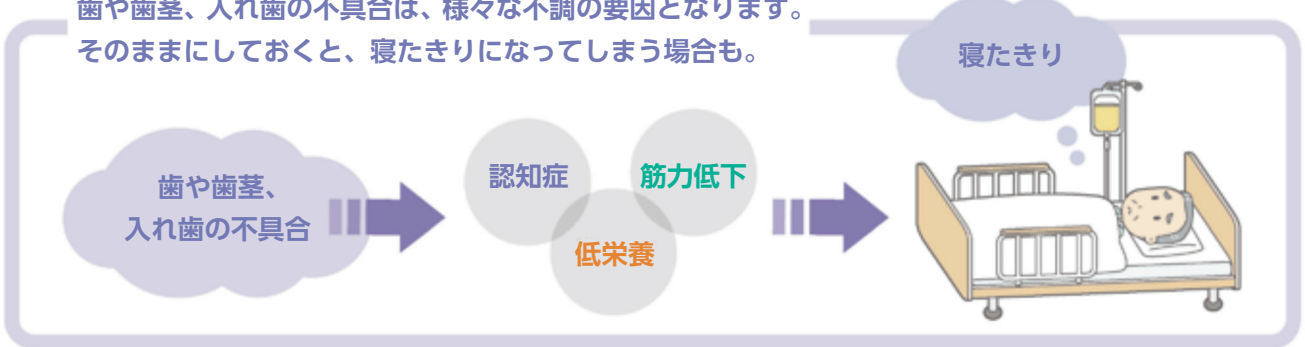 歯や歯茎、入れ歯の不具合は、様々な不調の要因となります。
そのままにしておくと、寝たきりになってしまう場合も。
寝たきり
歯や歯茎、
入れ歯の不具合
認知症
筋力低下
低栄養